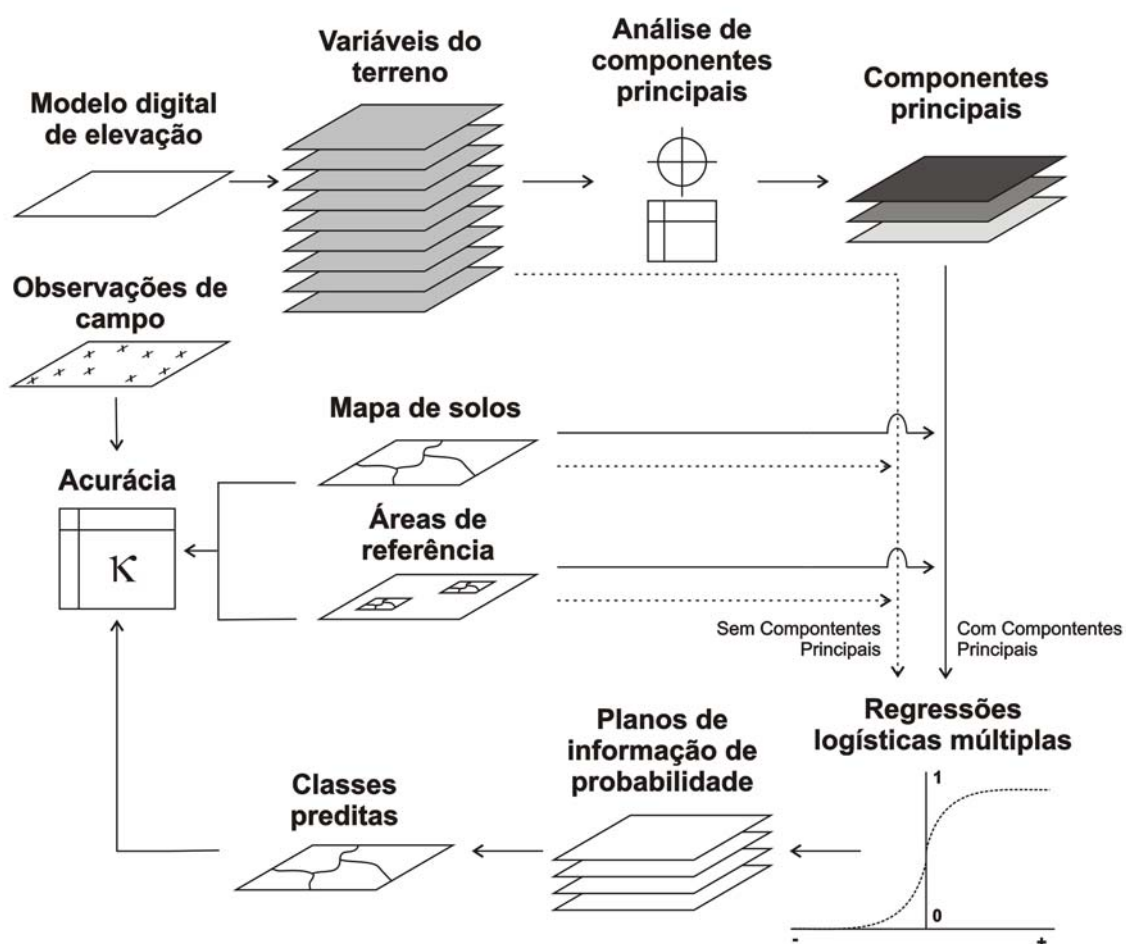 Modelo digital
de elevação
Variáveis do
terreno
Análise de
componentes
principais
Componentes
principais
Observações de
campo
x x x x x x x x x x
Mapa de solos
Acurácia
κ
Áreas de
referência
Sem Compontentes
Principais
Com Compontentes
Principais
Regressões
logísticas múltiplas
1
0
-
+
Planos de
informação de
probabilidade
Classes
preditas